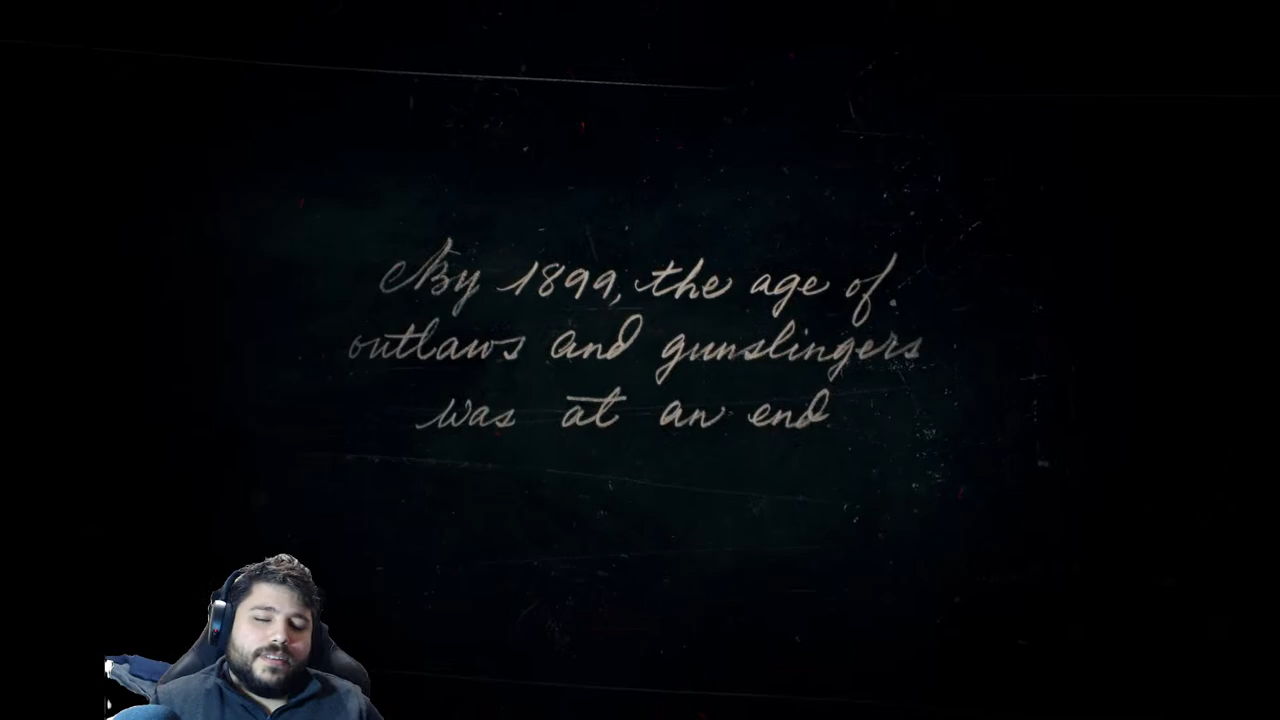 By 1899, the age of
outlaws and gunslingers
was at an end